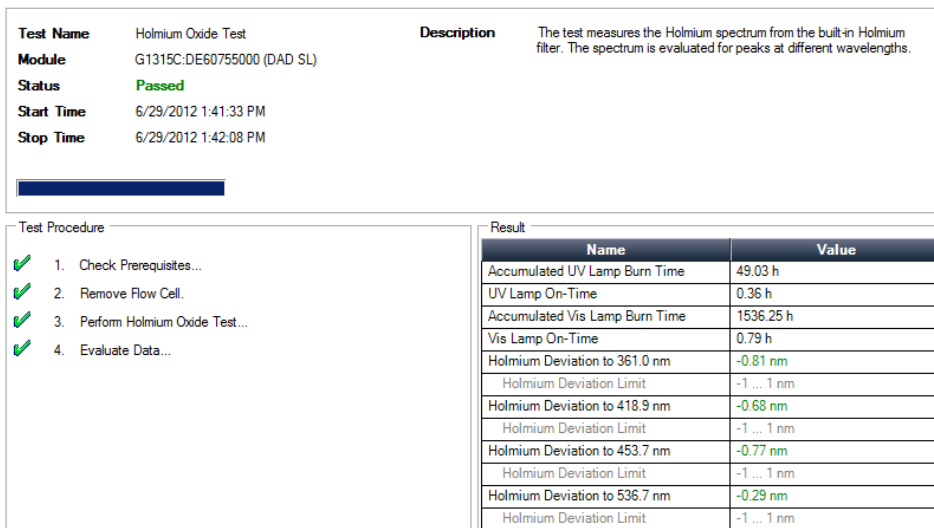 Test Name Holmium Oxide Test
Module G1315C:DE60755000 (DAD SL)
Status Passed
Start Time 6/29/2012 1:41:33 PM
Stop Time 6/29/2012 1:42:08 PM
Description The test measures the Holmium spectrum from the built-in Holmium
filter. The spectrum is evaluated for peaks at different wavelengths.
Test Procedure
1. Check Prerequisites...
2. Remove Flow Cell.
3. Perform Holmium Oxide Test...
4. Evaluate Data...
Result
Name Value
Accumulated UV Lamp Burn Time 49.03 h
UV Lamp On-Time 0.36 h
Accumulated Vis Lamp Burn Time 1536.25 h
Vis Lamp On-Time 0.79 h
Holmium Deviation to 361.0 nm -0.81 nm
Holmium Deviation Limit -1 ... 1 nm
Holmium Deviation to 418.9 nm -0.68 nm
Holmium Deviation Limit -1 ... 1 nm
Holmium Deviation to 453.7 nm -0.77 nm
Holmium Deviation Limit -1 ... 1 nm
Holmium Deviation to 536.7 nm -0.29 nm
Holmium Deviation Limit -1 ... 1 nm